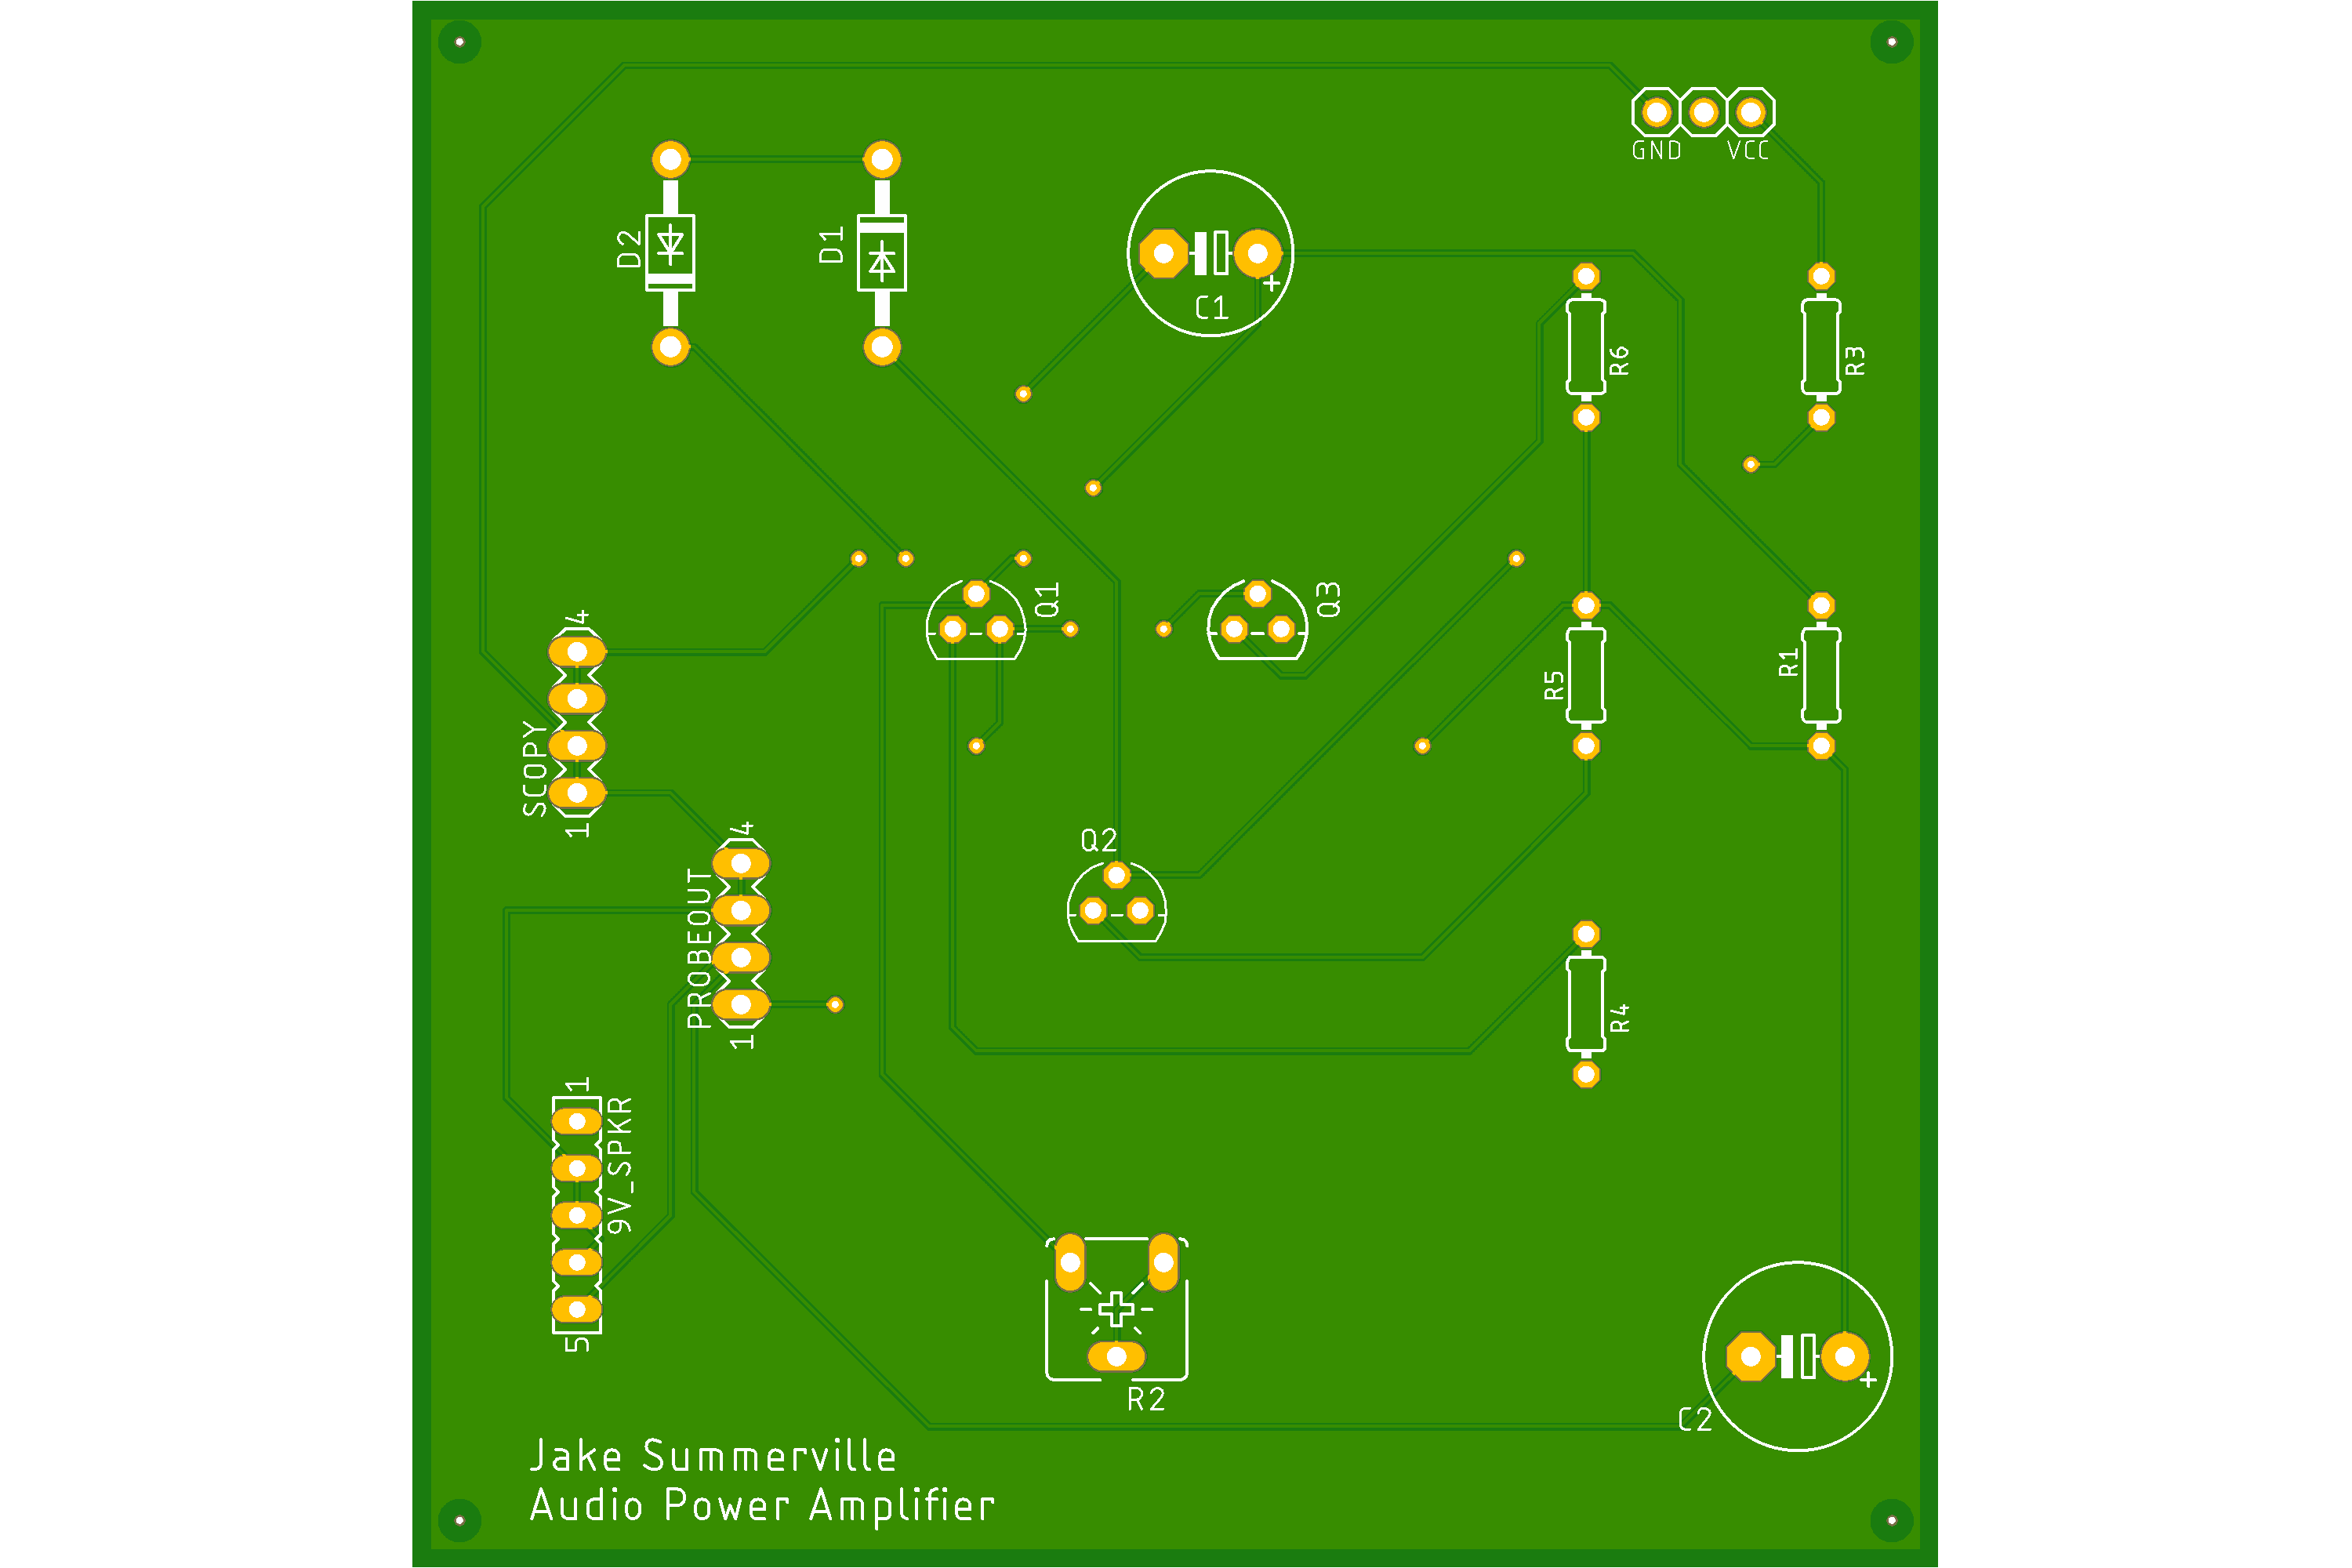 GND VCC
D2
D1
+
C1
R6
R3
4
Q1
Q3
R5
R1
SCOPY
1
4
Q2
PROBEOUT
R4
1
1
9V_SPKR
5
R2
+
C2
Jake Summerville
Audio Power Amplifier